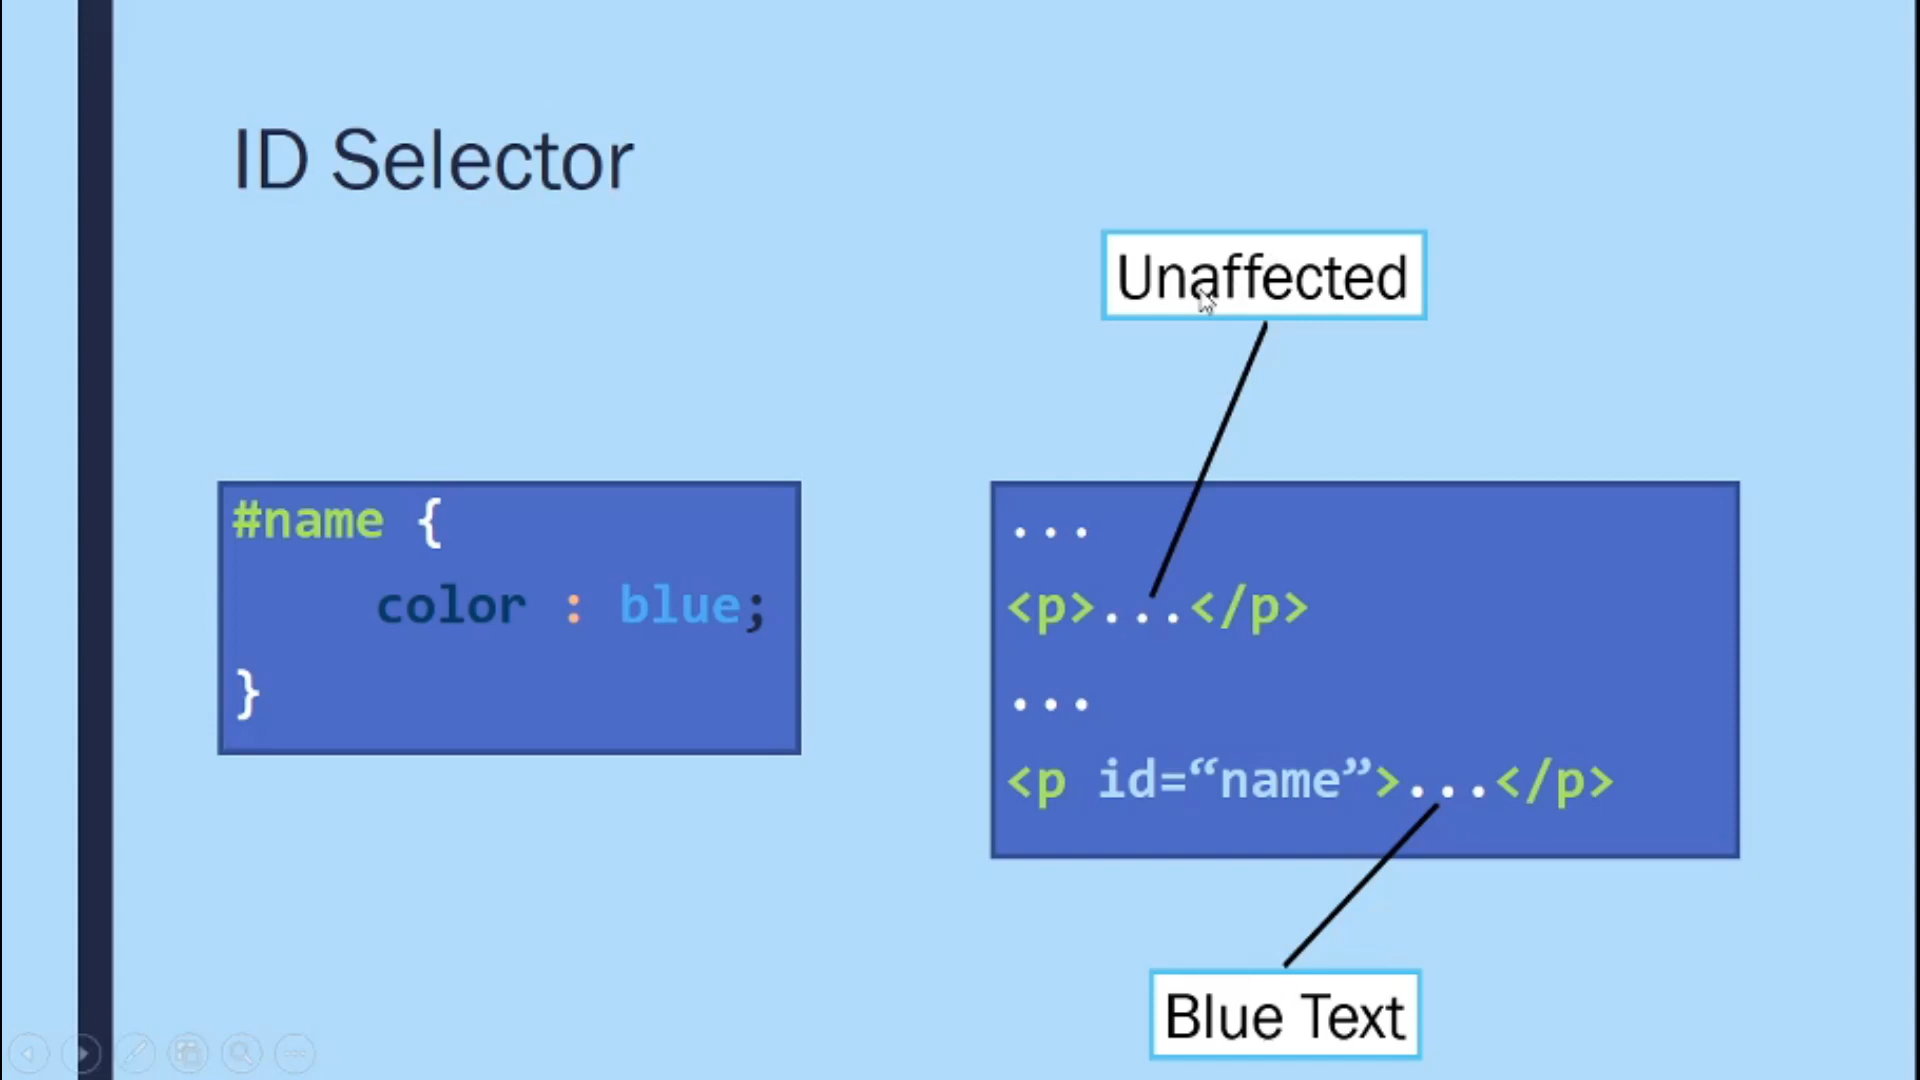 ID Selector
Unaffected
#name {
color : blue;
}
...
<p>...</p>
...
<p id=“name”>...</p>
Blue Text